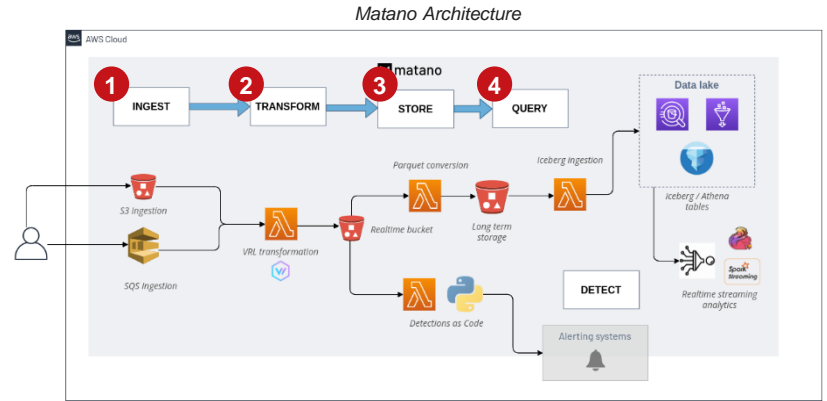 Matano Architecture
aws
AWS Cloud
matano
1
2
3
4
INGEST
TRANSFORM
STORE
QUERY
Data lake
Parquet conversion
Iceberg ingestion
Iceberg / Athena
tables
S3 Ingestion
Realtime bucket
Long term
storage
VRL transformation
SQS Ingestion
Spark
Streaming
DETECT
Realtime streaming
analytics
Detections as Code
Alerting systems